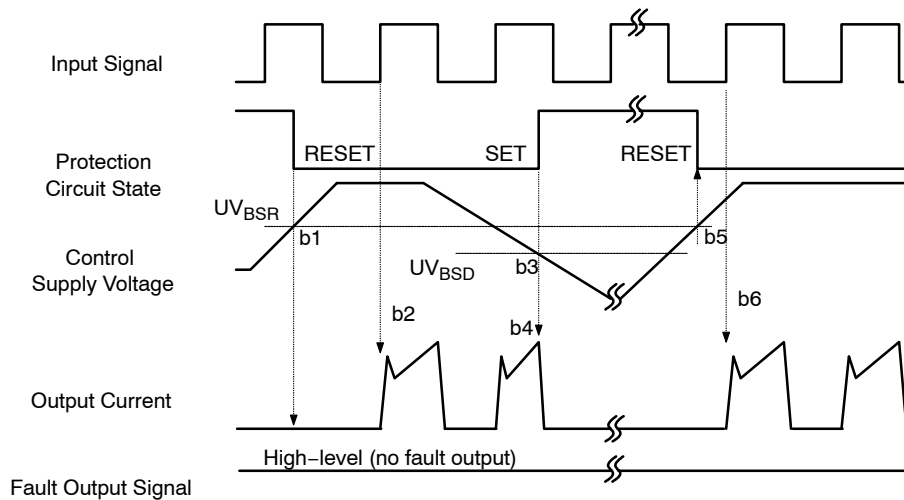 Input Signal
RESET
SET
RESET
Protection
Circuit State
UVBSR
b1
b5
Control
Supply Voltage
UVBSD
b3
b2
b4
b6
Output Current
High−level (no fault output)
Fault Output Signal